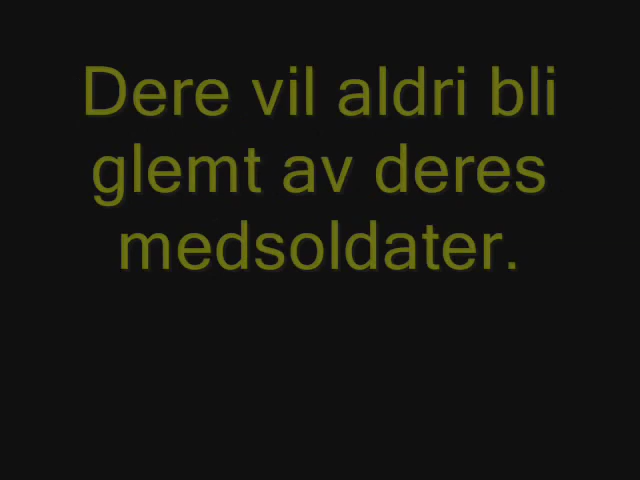 Dere vil aldri bli
glemt av deres
medsoldater.